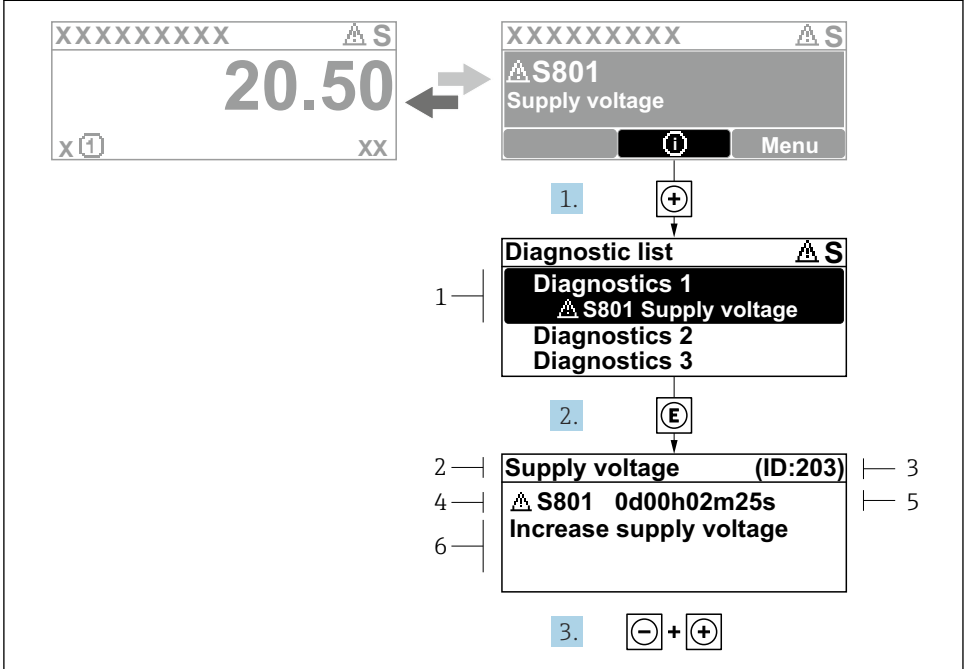 XXXXXXXXX ⚠ S
20.50
x ① xx
XXXXXXXXX ⚠ S
⚠S801
Supply voltage
ⓘ Menu
1. +
Diagnostic list ⚠ S
1
Diagnostics 1
⚠ S801 Supply voltage
Diagnostics 2
Diagnostics 3
2. E
2 Supply voltage (ID:203) 3
4 ⚠ S801 0d00h02m25s 5
6 Increase supply voltage
3. − + +